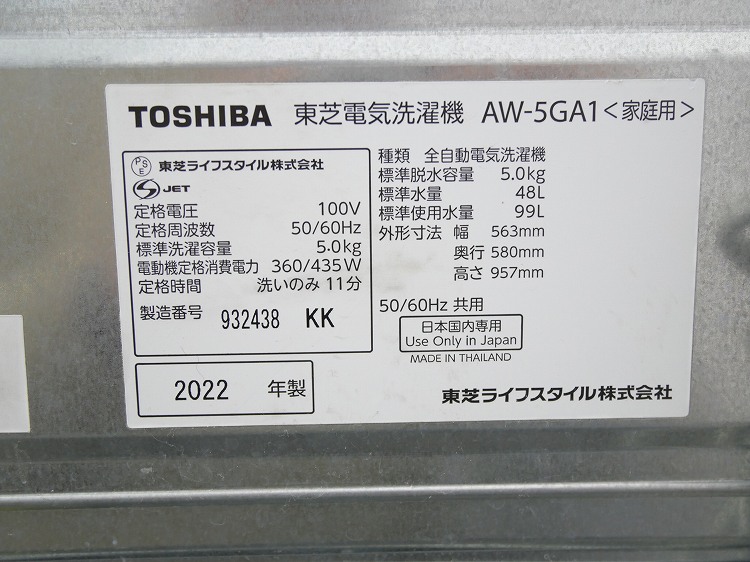 TOSHIBA 東芝電気洗濯機 AW-5GA1<家庭用>
PSE 東芝ライフスタイル株式会社
S JET
定格電圧 100V
定格周波数 50/60Hz
標準洗濯容量 5.0kg
電動機定格消費電力 360/435W
定格時間 洗いのみ 11分
製造番号 932438 KK
2022 年製
種類 全自動電気洗濯機
標準脱水容量 5.0kg
標準水量 48L
標準使用水量 99L
外形寸法 幅 563mm
奥行 580mm
高さ 957mm
50/60Hz 共用
日本国内専用
Use Only in Japan
MADE IN THAILAND
東芝ライフスタイル株式会社